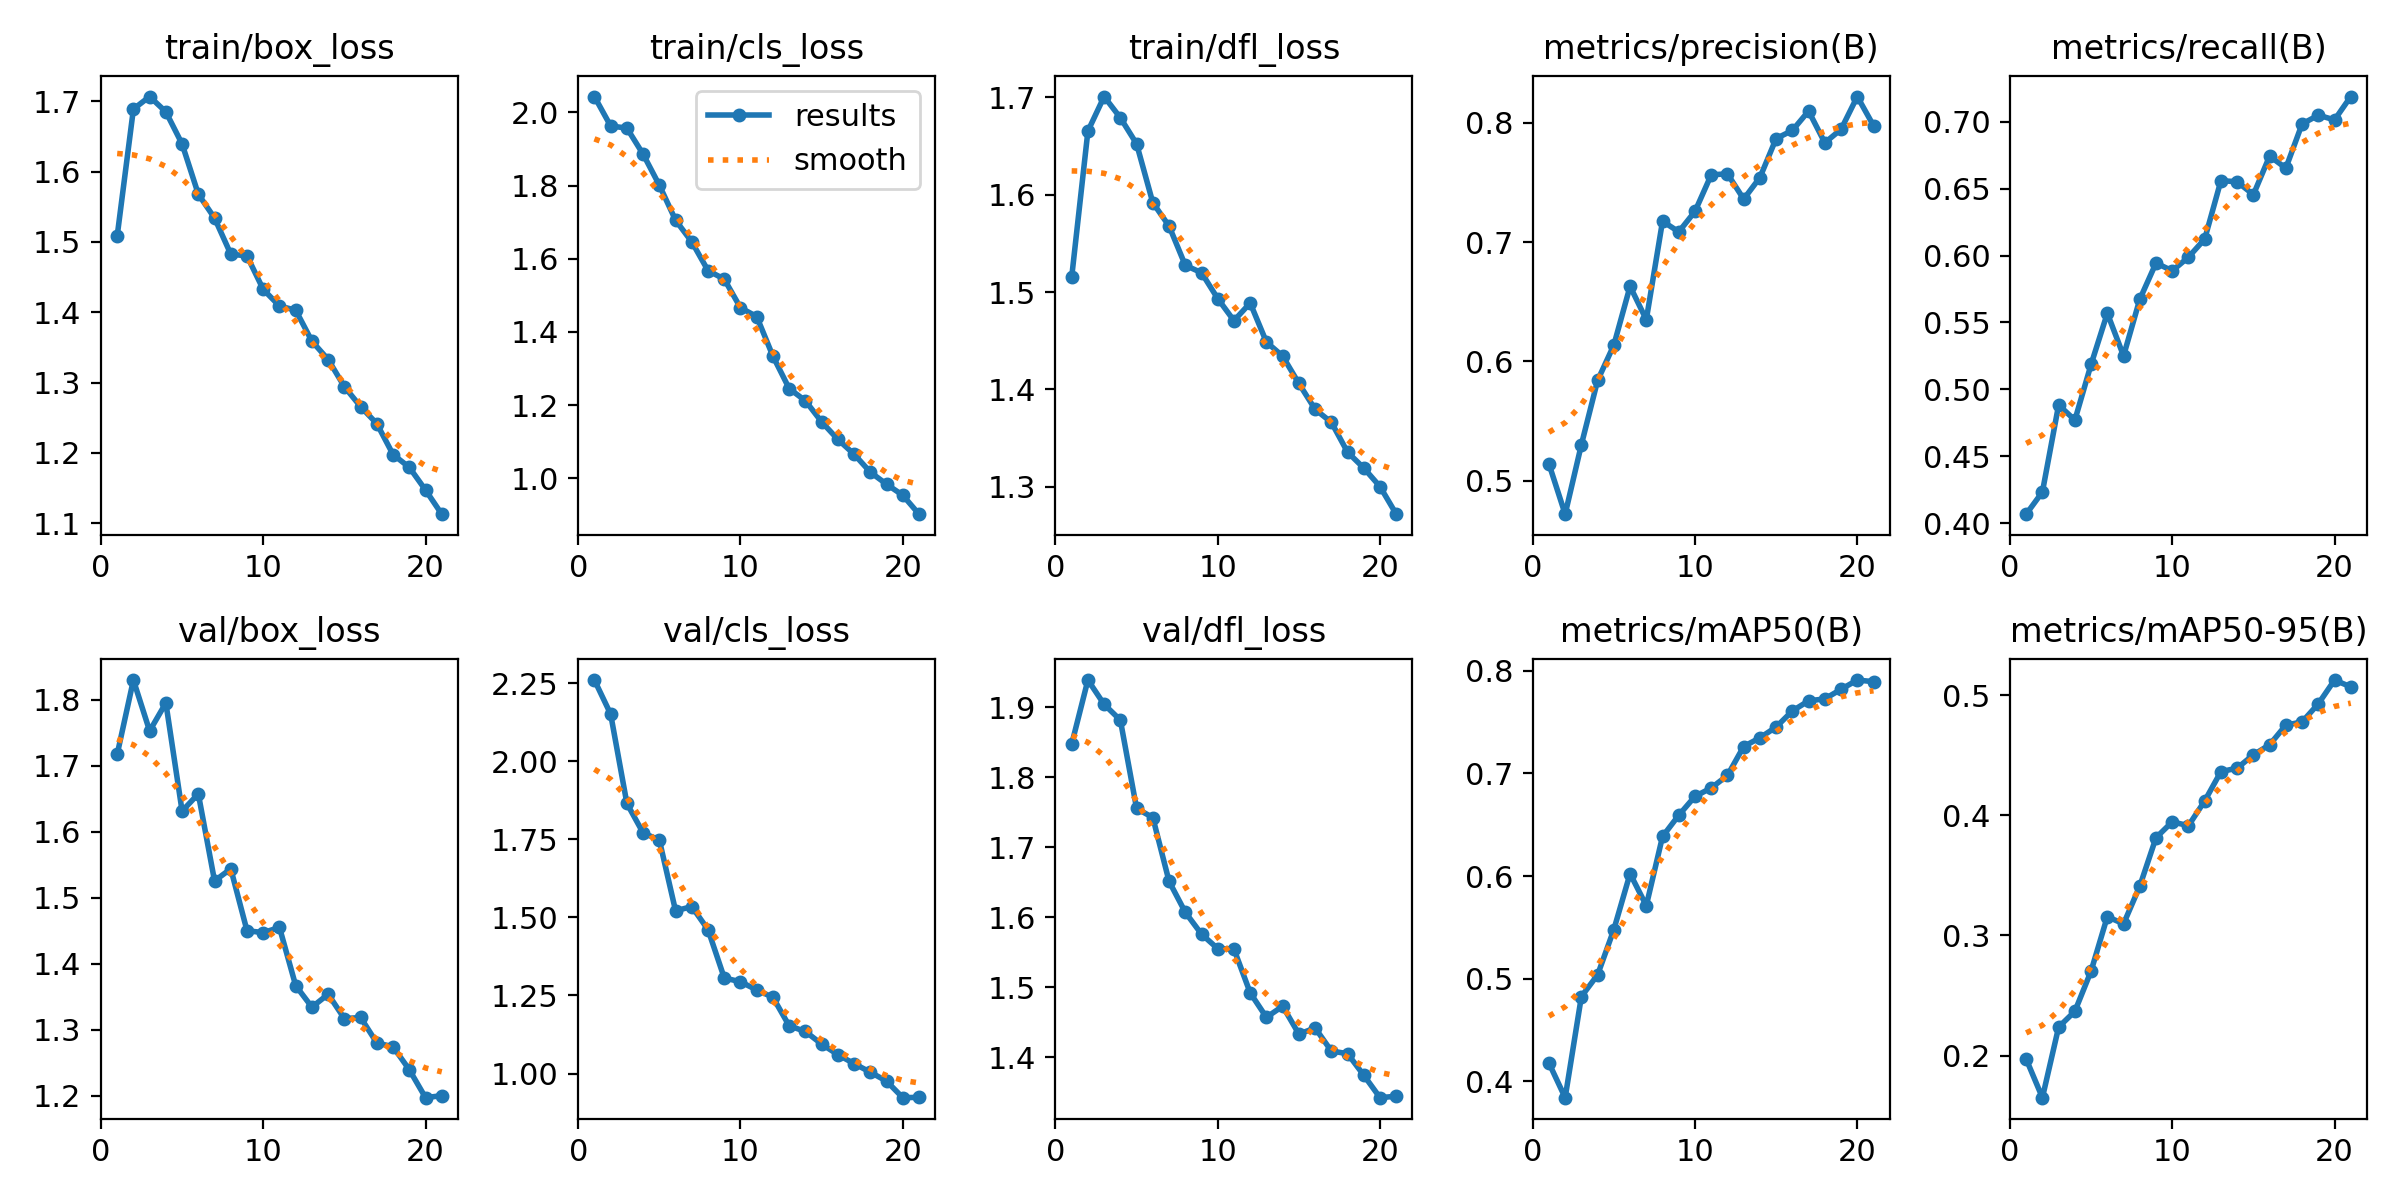 train/box_loss
1.7
1.6
1.5
1.4
1.3
1.2
1.1
0 10 20
train/cls_loss
results
smooth
2.0
1.8
1.6
1.4
1.2
1.0
0 10 20
train/dfl_loss
1.7
1.6
1.5
1.4
1.3
0 10 20
metrics/precision(B)
0.8
0.7
0.6
0.5
0 10 20
metrics/recall(B)
0.70
0.65
0.60
0.55
0.50
0.45
0.40
0 10 20
val/box_loss
1.8
1.7
1.6
1.5
1.4
1.3
1.2
0 10 20
val/cls_loss
2.25
2.00
1.75
1.50
1.25
1.00
0 10 20
val/dfl_loss
1.9
1.8
1.7
1.6
1.5
1.4
0 10 20
metrics/mAP50(B)
0.8
0.7
0.6
0.5
0.4
0 10 20
metrics/mAP50-95(B)
0.5
0.4
0.3
0.2
0 10 20